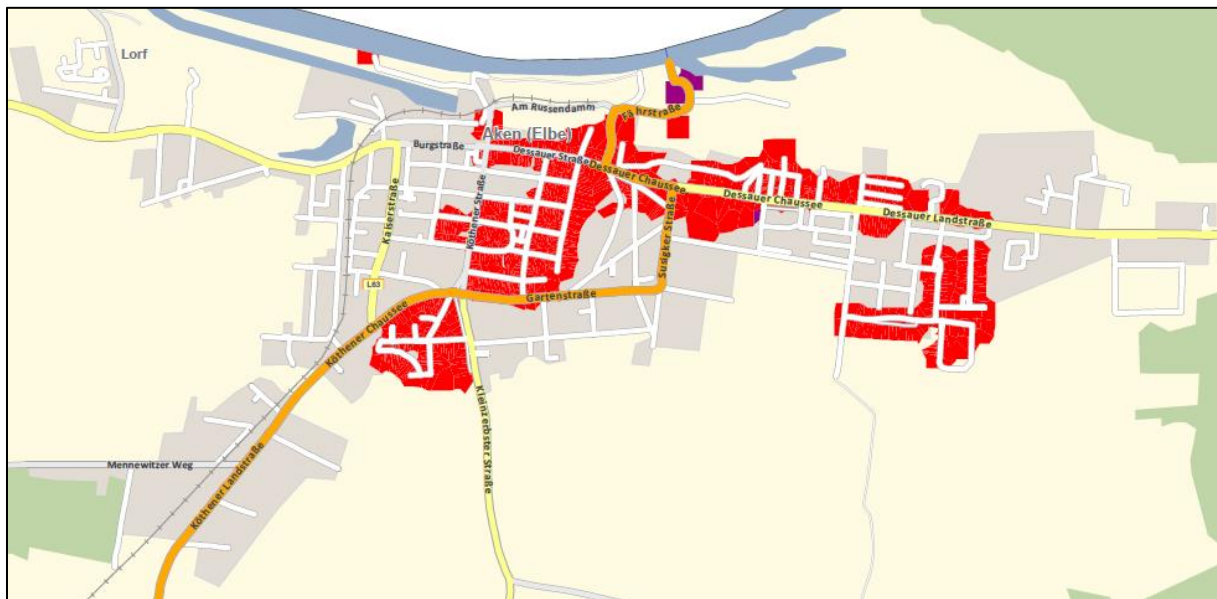 Lorf
Am Russendamm
Fährstraße
Aken (Elbe)
Burgstraße
Dessauer Straße
Dessauer Chaussee
Dessauer Chaussee
Dessauer Landstraße
Kaiserstraße
Köthener Straße
Susigker Straße
L63
Gartenstraße
Köthener Chaussee
Kleinzerbster Straße
Mennewitzer Weg
Köthener Landstraße